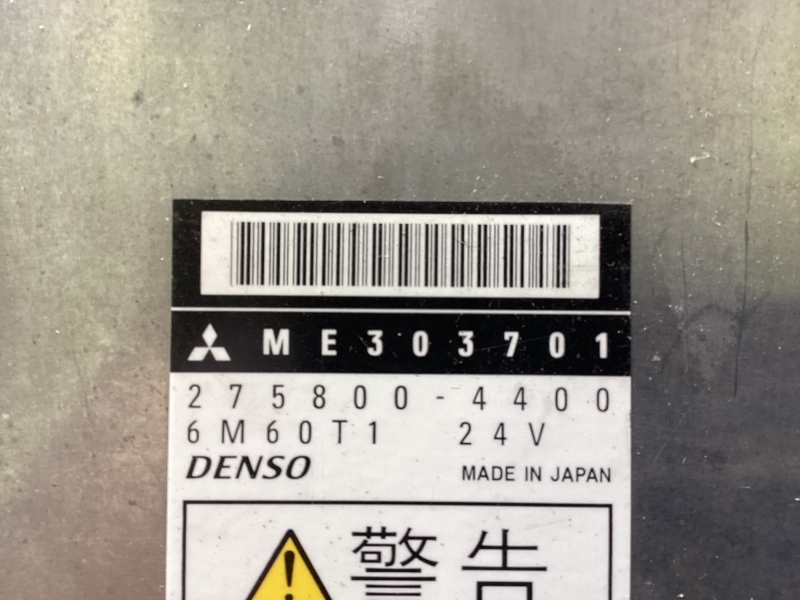 ME303701
275800-4400
6M60T1 24V
DENSO MADE IN JAPAN
警告